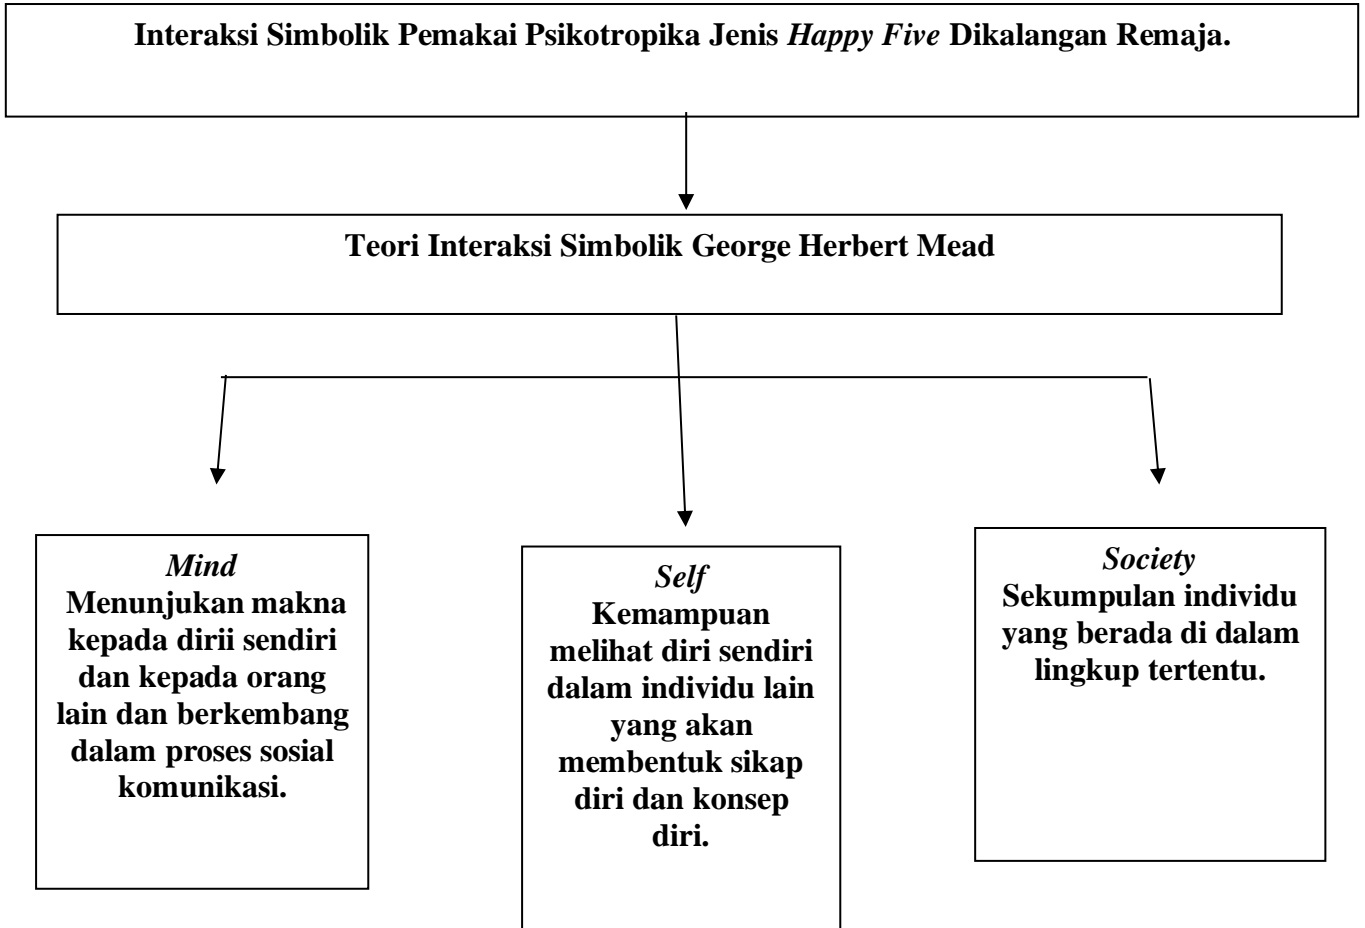 Interaksi Simbolik Pemakai Psikotropika Jenis Happy Five Dikalangan Remaja.
Teori Interaksi Simbolik George Herbert Mead
Mind
Menunjukan makna
kepada dirii sendiri
dan kepada orang
lain dan berkembang
dalam proses sosial
komunikasi.
Self
Kemampuan
melihat diri sendiri
dalam individu lain
yang akan
membentuk sikap
diri dan konsep
diri.
Society
Sekumpulan individu
yang berada di dalam
lingkup tertentu.